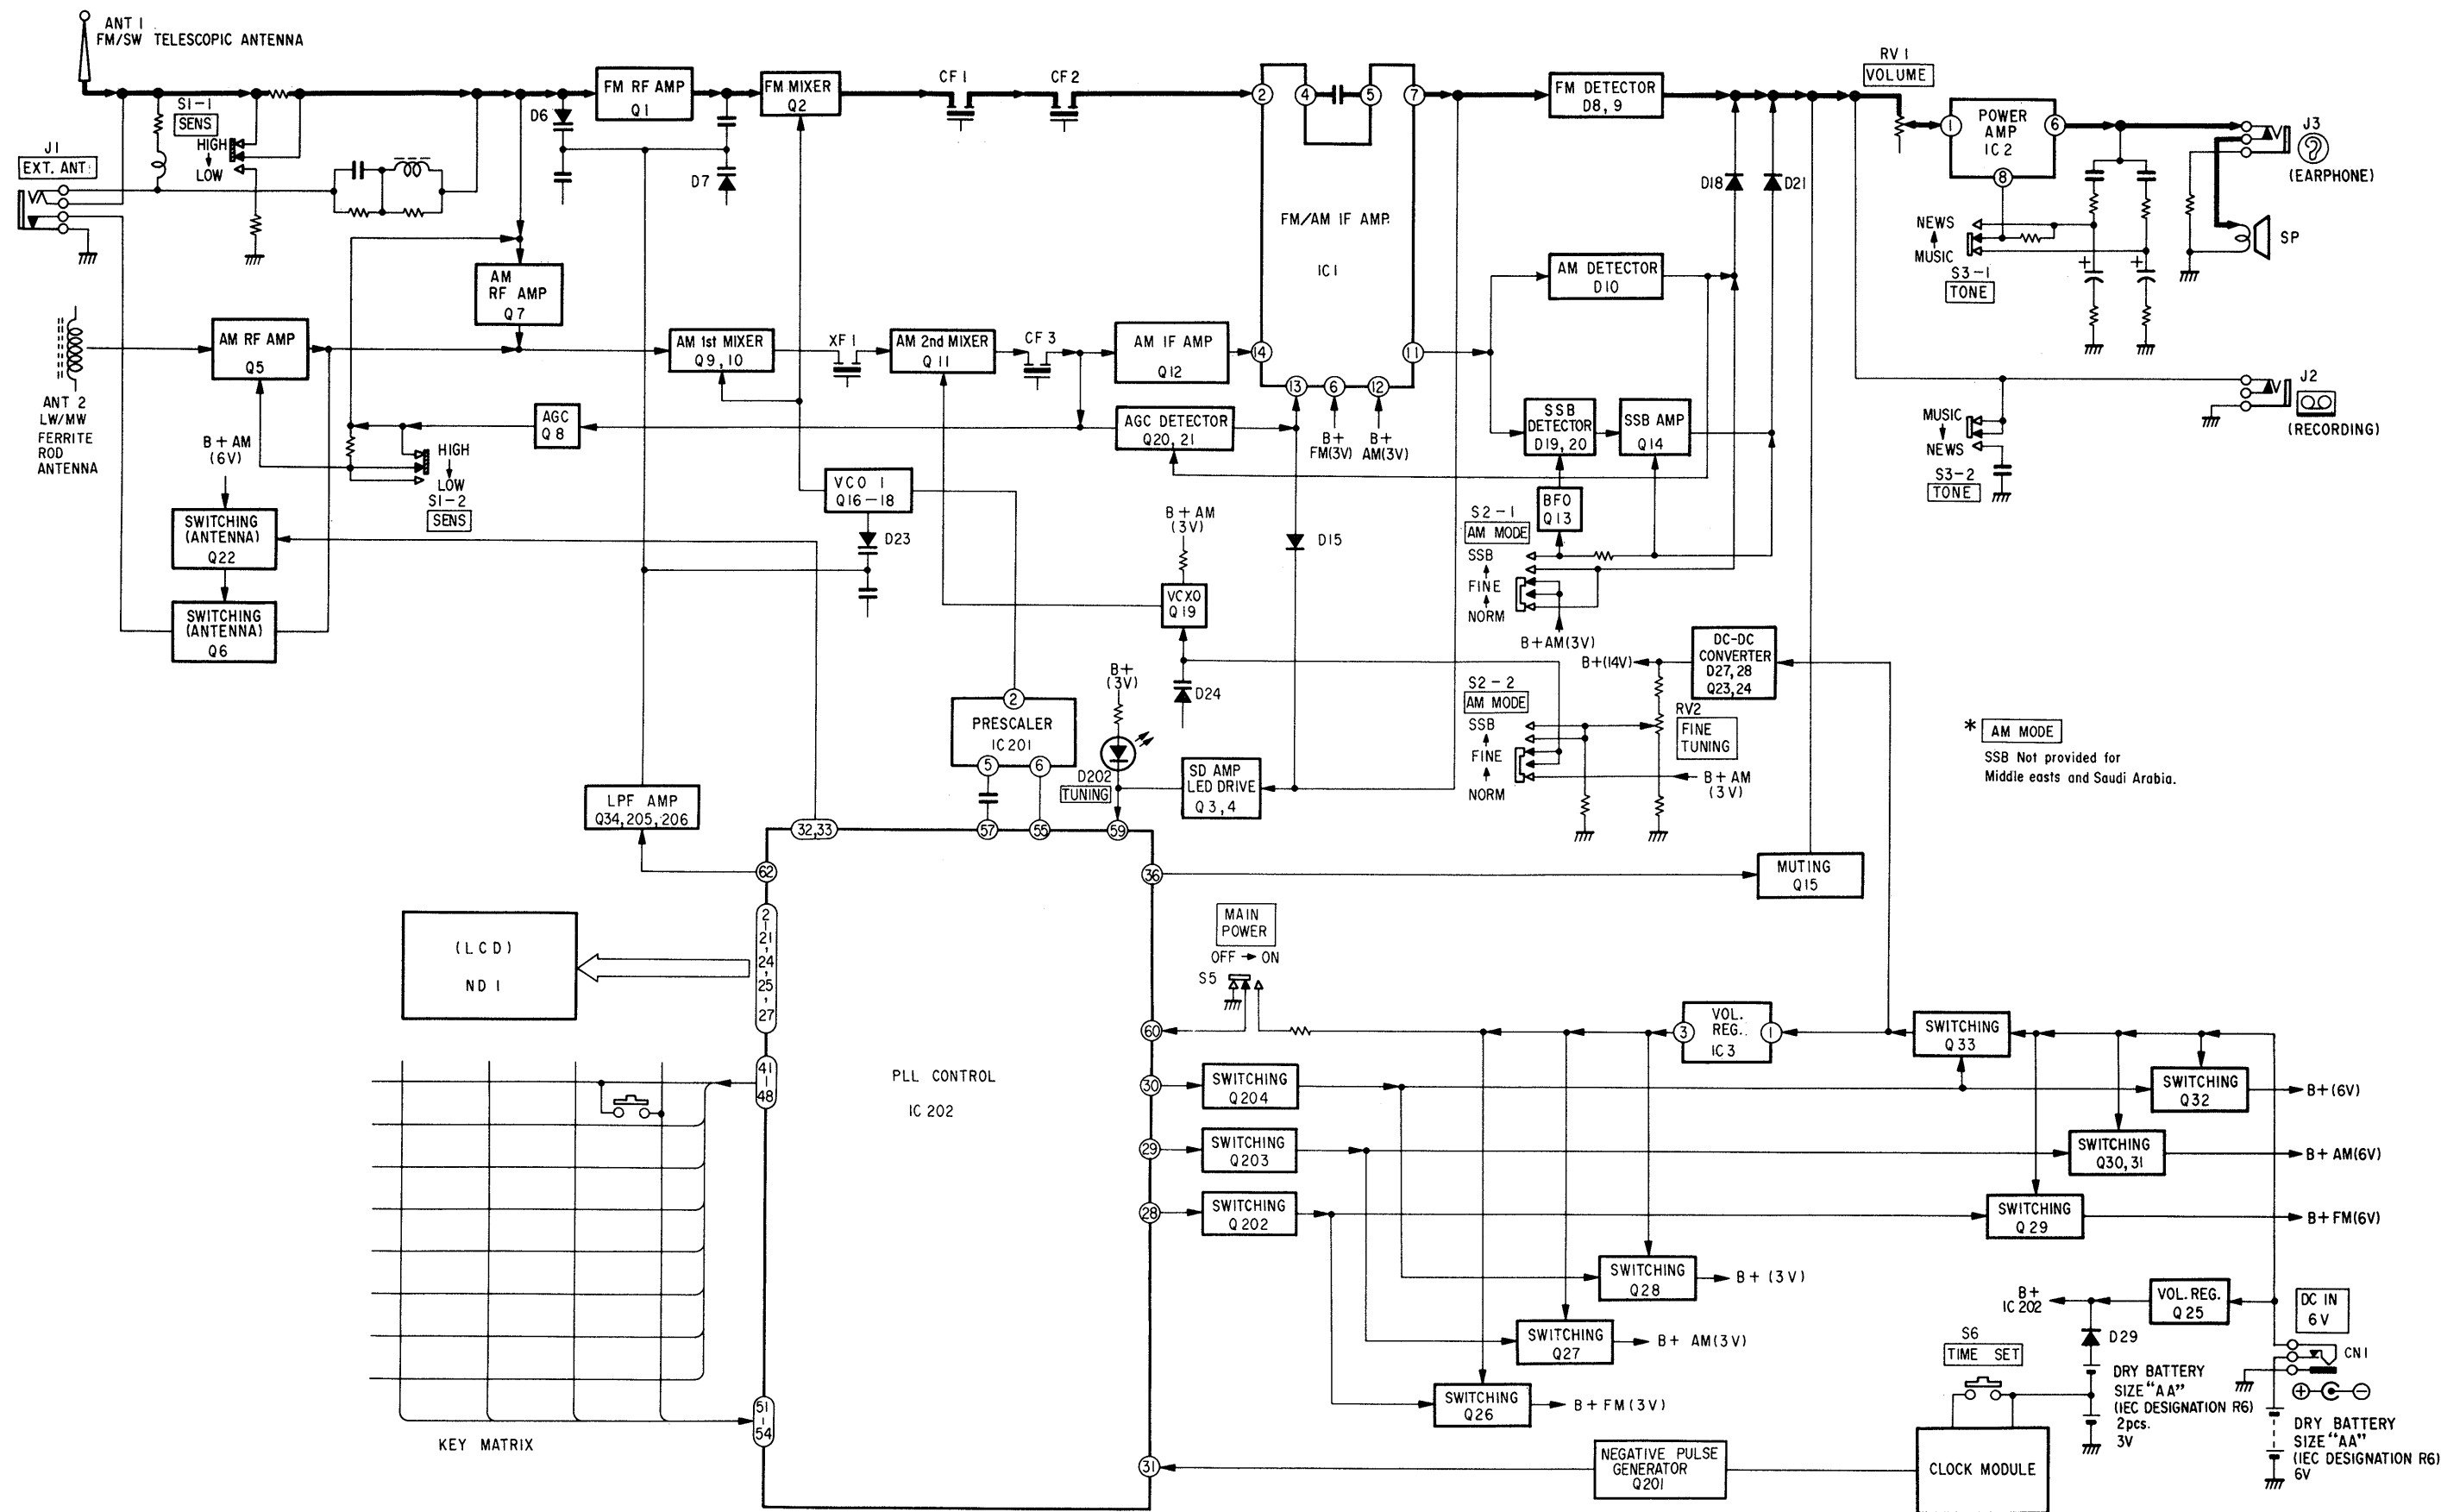 ANT 1
FM/SW TELESCOPIC ANTENNA
J1
EXT. ANT.
S1-1
SENS
HIGH
LOW
D6
FM RF AMP
Q1
D7
FM MIXER
Q2
CF 1
CF 2
2
4
5
7
FM/AM IF AMP.
IC1
14
13
6
12
11
B+
FM(3V)
B+
AM(3V)
FM DETECTOR
D8, 9
D18
D21
RV 1
VOLUME
1
POWER
AMP
IC2
6
8
J3
(EARPHONE)
SP
NEWS
MUSIC
S3-1
TONE
+
+
AM
RF AMP
Q7
AM DETECTOR
D10
ANT 2
LW/MW
FERRITE
ROD
ANTENNA
AM RF AMP
Q5
AM 1st MIXER
Q9, 10
XF 1
AM 2nd MIXER
Q11
CF 3
AM IF AMP
Q12
AGC
Q8
AGC DETECTOR
Q20, 21
SSB
DETECTOR
D19, 20
SSB AMP
Q14
J2
(RECORDING)
MUSIC
NEWS
S3-2
TONE
B+ AM
(6V)
HIGH
LOW
S1-2
SENS
SWITCHING
(ANTENNA)
Q22
SWITCHING
(ANTENNA)
Q6
VCO 1
Q16-18
D23
B+ AM
(3V)
VCXO
Q19
D24
D15
BFO
Q13
S2-1
AM MODE
SSB
FINE
NORM
B+AM(3V)
S2-2
AM MODE
SSB
FINE
NORM
B+(14V)
DC-DC
CONVERTER
D27, 28
Q23, 24
RV2
FINE
TUNING
B+ AM
(3V)
* AM MODE
SSB Not provided for
Middle easts and Saudi Arabia.
2
PRESCALER
IC201
5
6
B+
(3V)
D202
TUNING
SD AMP
LED DRIVE
Q3, 4
LPF AMP
Q34, 205, 206
32,33
57
55
59
62
36
MUTING
Q15
(LCD)
ND1
2
|
21
,
24
,
25
,
27
MAIN
POWER
OFF → ON
S5
60
3
VOL.
REG.
IC3
1
SWITCHING
Q33
PLL CONTROL
IC202
41
|
48
30
SWITCHING
Q204
SWITCHING
Q32
B+(6V)
29
SWITCHING
Q203
SWITCHING
Q30, 31
B+ AM(6V)
28
SWITCHING
Q202
SWITCHING
Q29
B+FM(6V)
SWITCHING
Q28
B+ (3V)
SWITCHING
Q27
B+ AM(3V)
SWITCHING
Q26
B+FM(3V)
B+
IC202
VOL. REG.
Q25
DC IN
6V
D29
CN1
S6
TIME SET
DRY BATTERY
SIZE "AA"
(IEC DESIGNATION R6)
2pcs.
3V
DRY BATTERY
SIZE "AA"
(IEC DESIGNATION R6)
6V
51
|
54
KEY MATRIX
31
NEGATIVE PULSE
GENERATOR
Q201
CLOCK MODULE